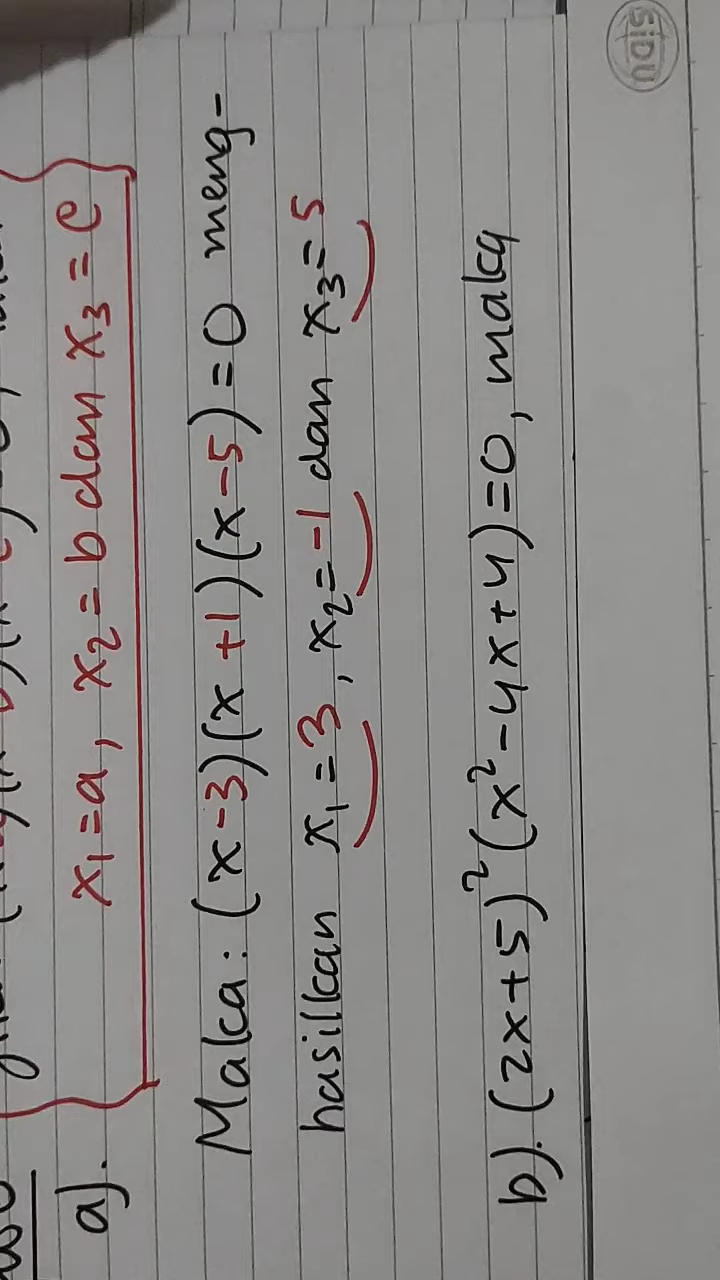 a). x₁=a, x₂=b dan x₃=c
Maka: (x-3)(x+1)(x-5)=0 meng-
hasilkan x₁=3, x₂=-1 dan x₃=5
b). (2x+5)²(x²-4x+4)=0, maka
SIDU